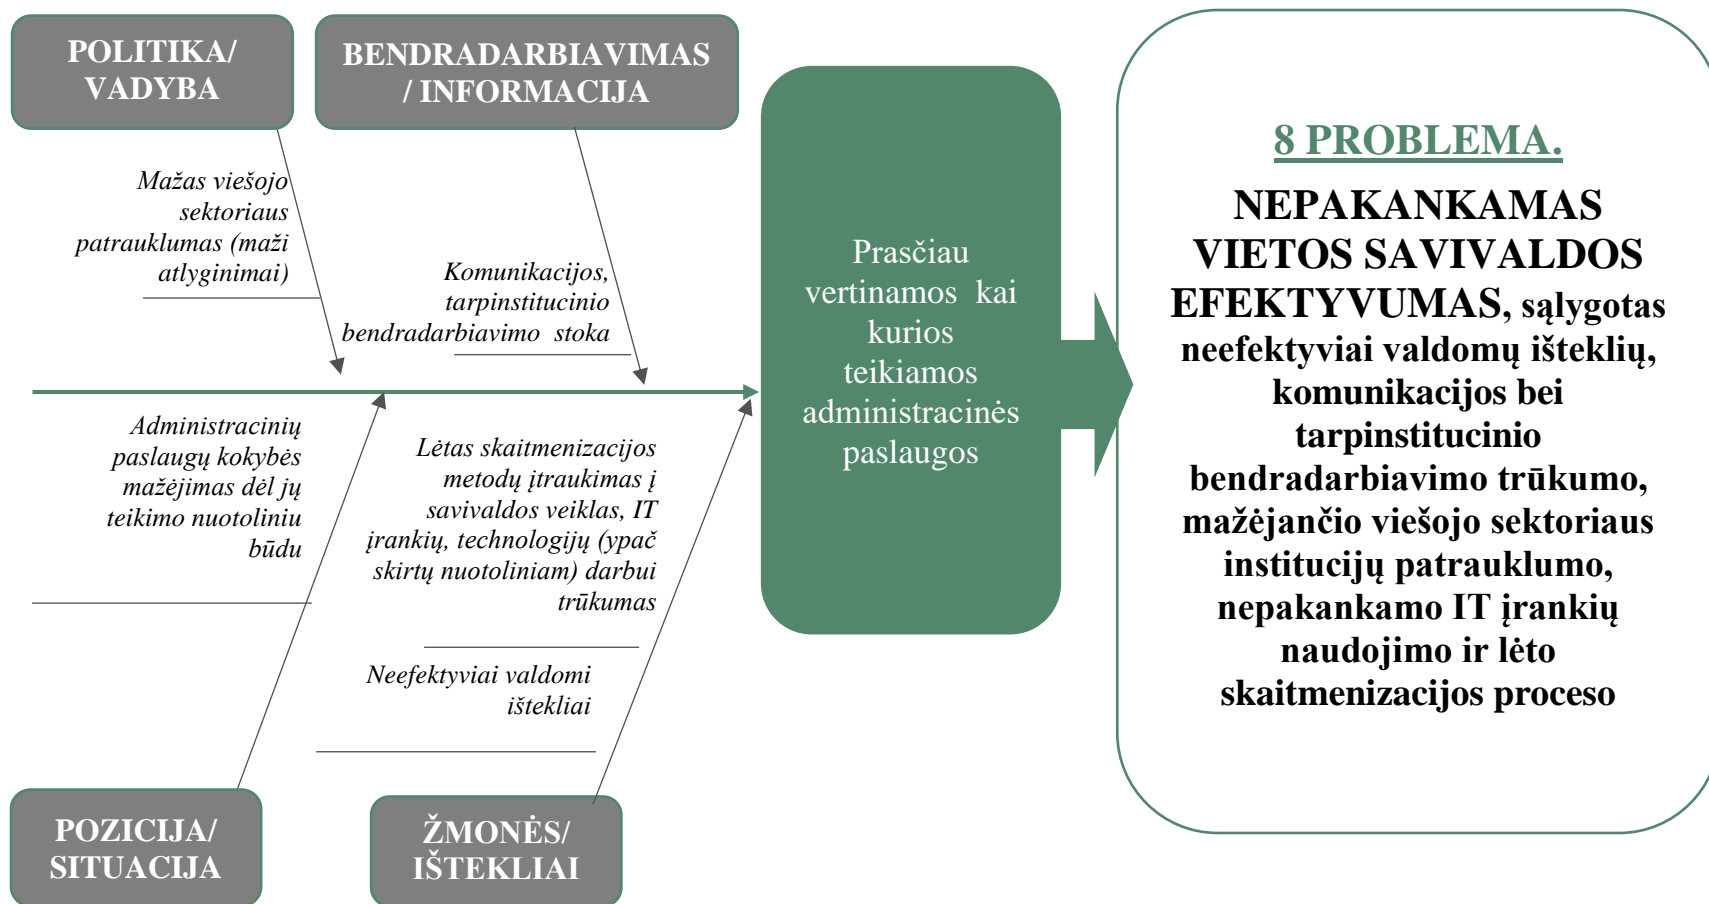 POLITIKA/
VADYBA
BENDRADARBIAVIMAS
/ INFORMACIJA
Mažas viešojo
sektoriaus
patrauklumas (maži
atlyginimai)
Komunikacijos,
tarpinstitucinio
bendradarbiavimo stoka
Administracinių
paslaugų kokybės
mažėjimas dėl jų
teikimo nuotoliniu
būdu
Lėtas skaitmenizacijos
metodų įtraukimas į
savivaldos veiklas, IT
įrankių, technologijų (ypač
skirtų nuotoliniam) darbui
trūkumas
Neefektyviai valdomi
ištekliai
POZICIJA/
SITUACIJA
ŽMONĖS/
IŠTEKLIAI
Prasčiau
vertinamos kai
kurios
teikiamos
administracinės
paslaugos
8 PROBLEMA.
NEPAKANKAMAS
VIETOS SAVIVALDOS
EFEKTYVUMAS, sąlygotas
neefektyviai valdomų išteklių,
komunikacijos bei
tarpinstitucinio
bendradarbiavimo trūkumo,
mažėjančio viešojo sektoriaus
institucijų patrauklumo,
nepakankamo IT įrankių
naudojimo ir lėto
skaitmenizacijos proceso